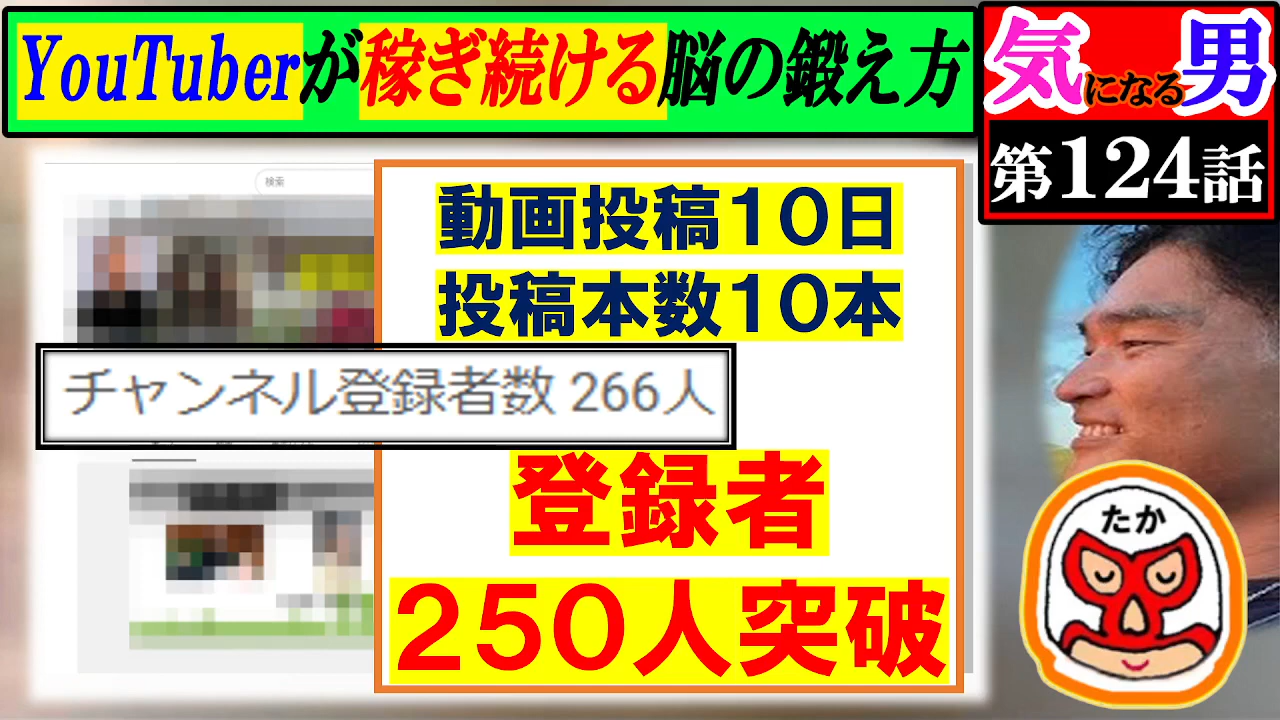 YouTuberが稼ぎ続ける脳の鍛え方
気になる男
第124話
検索
動画投稿10日
投稿本数10本
チャンネル登録者数 266人
登録者
250人突破
たか